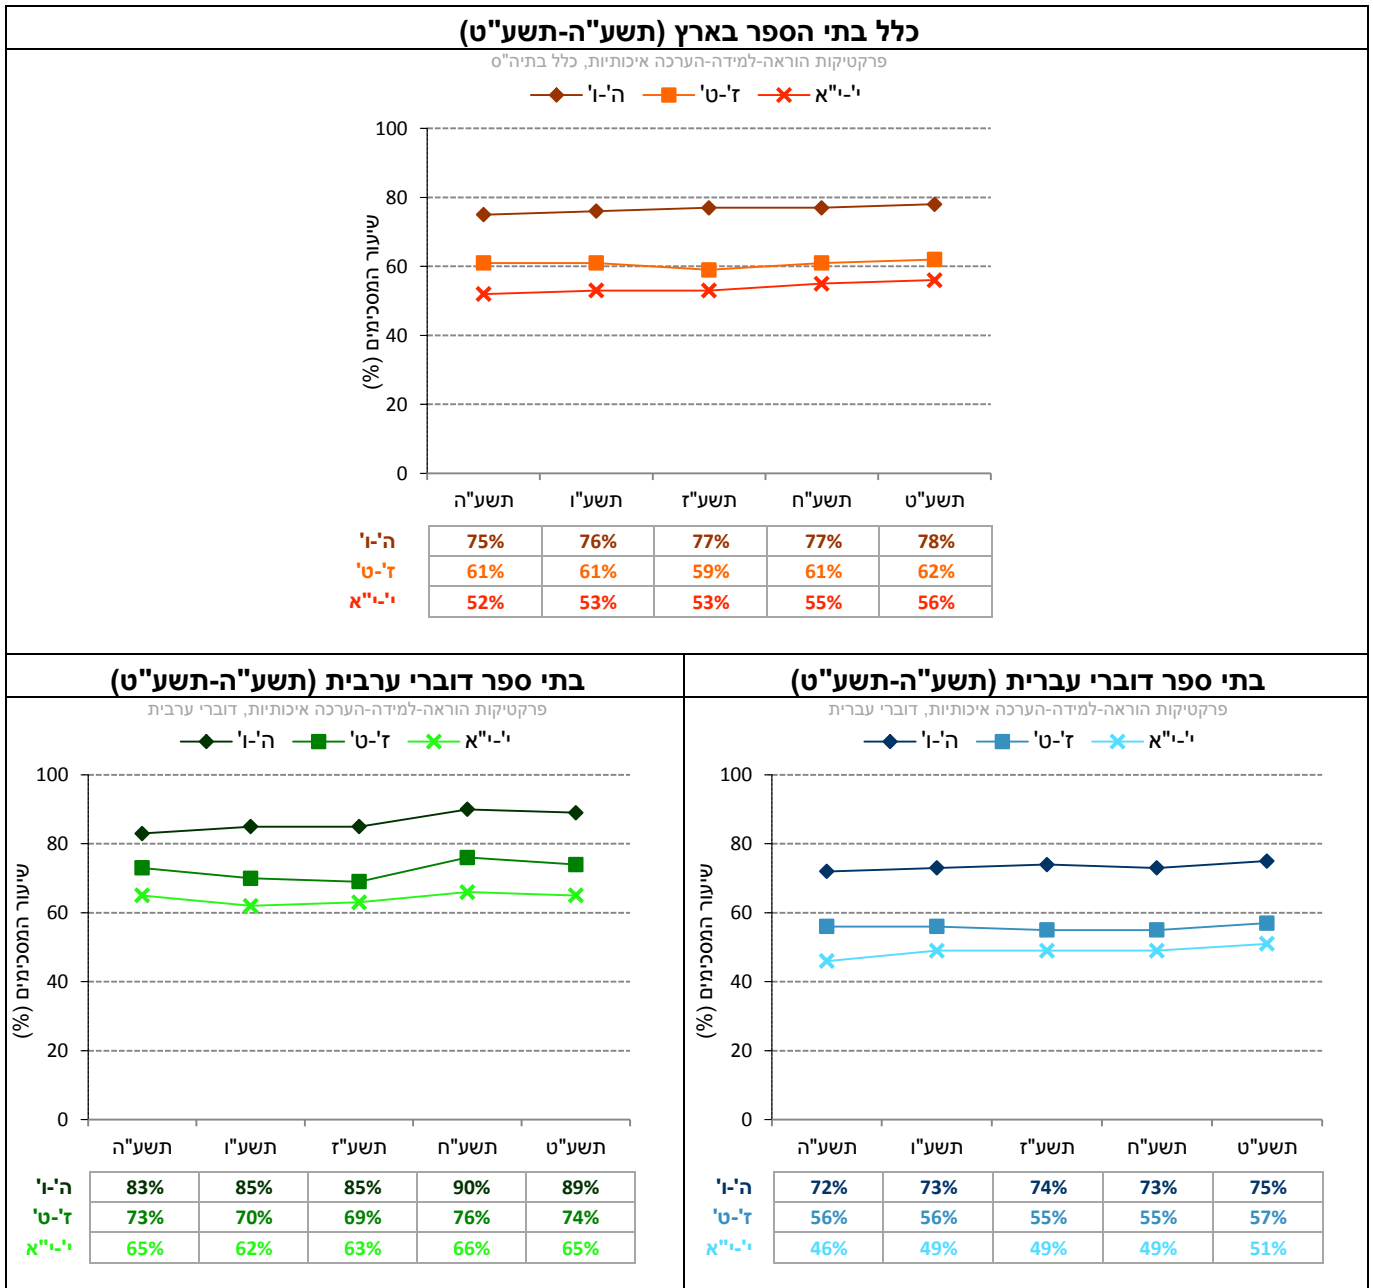 כלל בתי הספר בארץ (תשע"ה-תשע"ט)
פרקטיקות הוראה-למידה-הערכה איכותיות, כלל בתיה"ס
ה'-ו' ז'-ט' י'-י"א
שיעור המסכימים (%)
100
80
60
40
20
0
תשע"ה תשע"ו תשע"ז תשע"ח תשע"ט
ה'-ו' 75% 76% 77% 77% 78%
ז'-ט' 61% 61% 59% 61% 62%
י'-י"א 52% 53% 53% 55% 56%
בתי ספר דוברי עברית (תשע"ה-תשע"ט)
פרקטיקות הוראה-למידה-הערכה איכותיות, דוברי עברית
ה'-ו' ז'-ט' י'-י"א
שיעור המסכימים (%)
100
80
60
40
20
0
תשע"ה תשע"ו תשע"ז תשע"ח תשע"ט
ה'-ו' 72% 73% 74% 73% 75%
ז'-ט' 56% 56% 55% 55% 57%
י'-י"א 46% 49% 49% 49% 51%
בתי ספר דוברי ערבית (תשע"ה-תשע"ט)
פרקטיקות הוראה-למידה-הערכה איכותיות, דוברי ערבית
ה'-ו' ז'-ט' י'-י"א
שיעור המסכימים (%)
100
80
60
40
20
0
תשע"ה תשע"ו תשע"ז תשע"ח תשע"ט
ה'-ו' 83% 85% 85% 90% 89%
ז'-ט' 73% 70% 69% 76% 74%
י'-י"א 65% 62% 63% 66% 65%